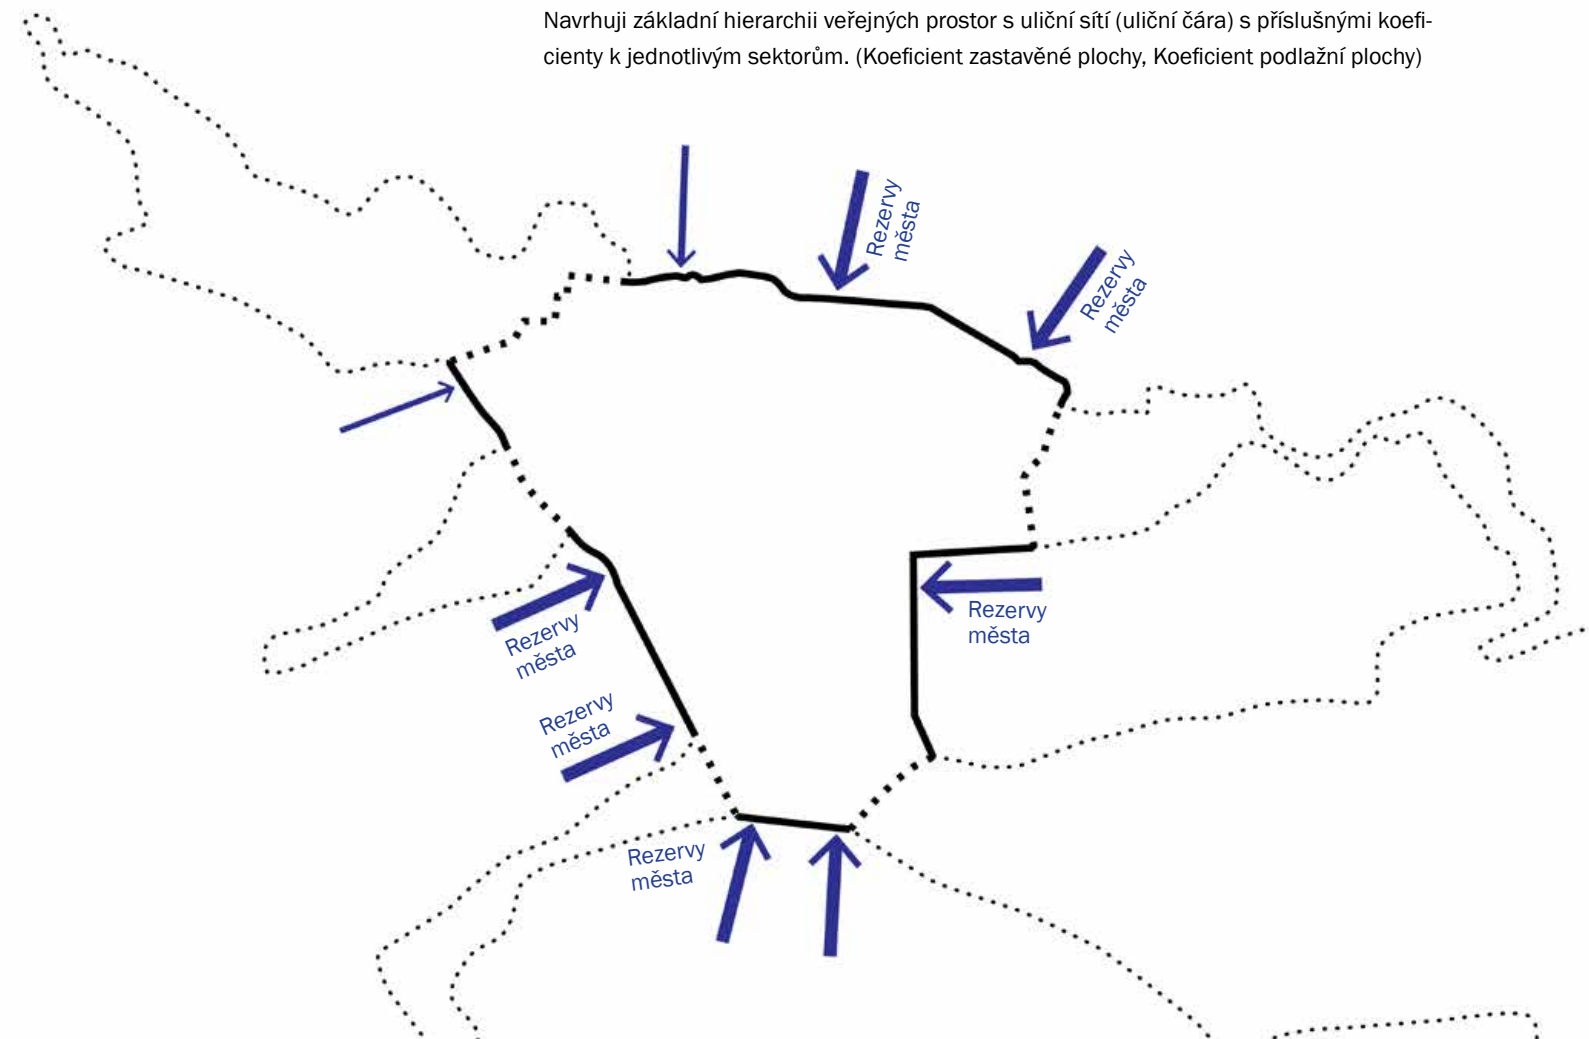 Navrhuji základní hierarchii veřejných prostor s uliční sítí (uliční čára) s příslušnými koefi-
cienty k jednotlivým sektorům. (Koeficient zastavěné plochy, Koeficient podlažní plochy)
Rezervy
města
Rezervy
města
Rezervy
města
Rezervy
města
Rezervy
města
Rezervy
města